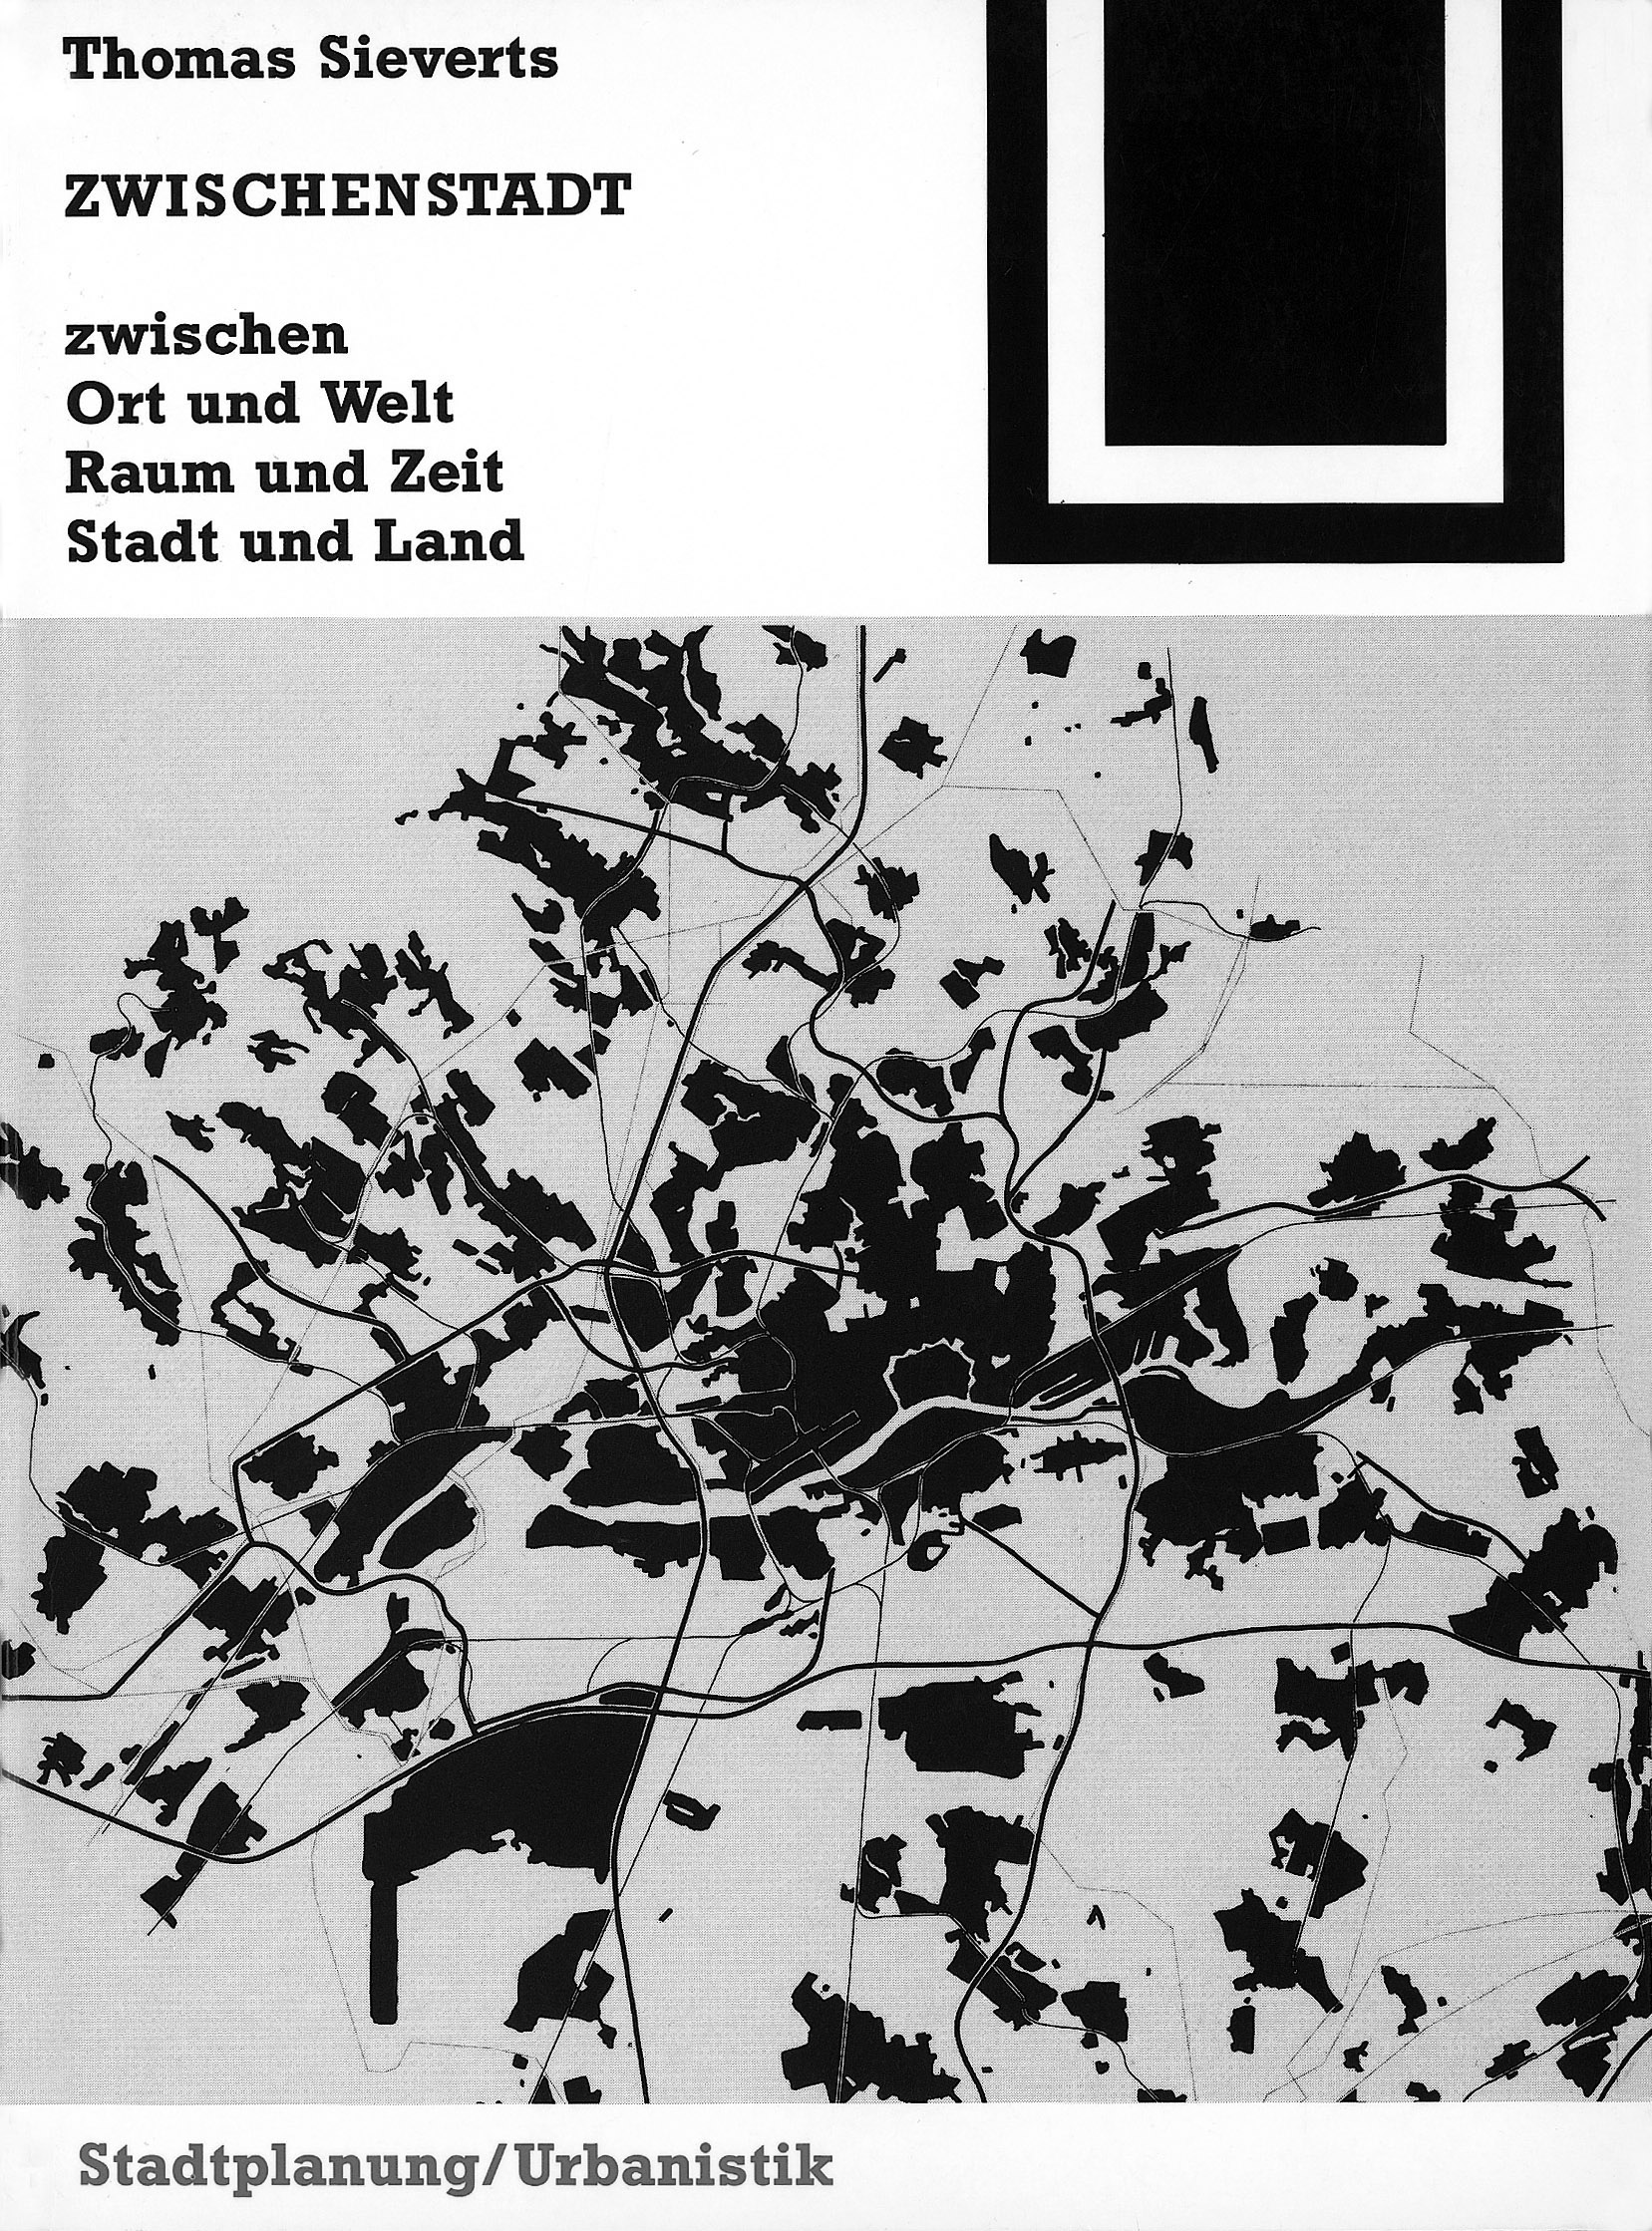 Thomas Sieverts
ZWISCHENSTADT
zwischen
Ort und Welt
Raum und Zeit
Stadt und Land
Stadtplanung/Urbanistik